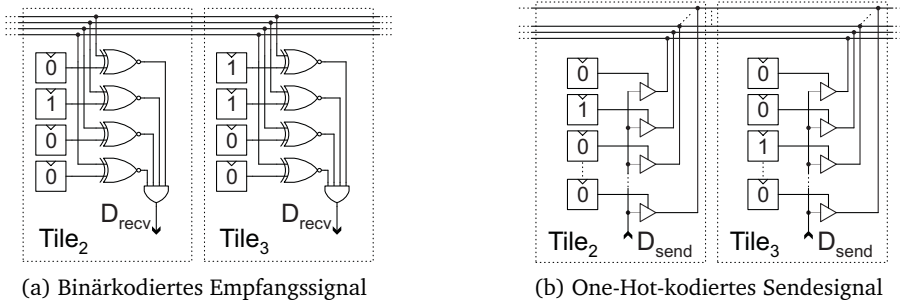 0 1 0
1 1 0 0
0 1 1
0 0 0
0 0 0 0
D_recv D_recv D_send D_send
Tile_2 Tile_3 Tile_2 Tile_3
(a) Binärkodiertes Empfangssignal (b) One-Hot-kodiertes Sendesignal